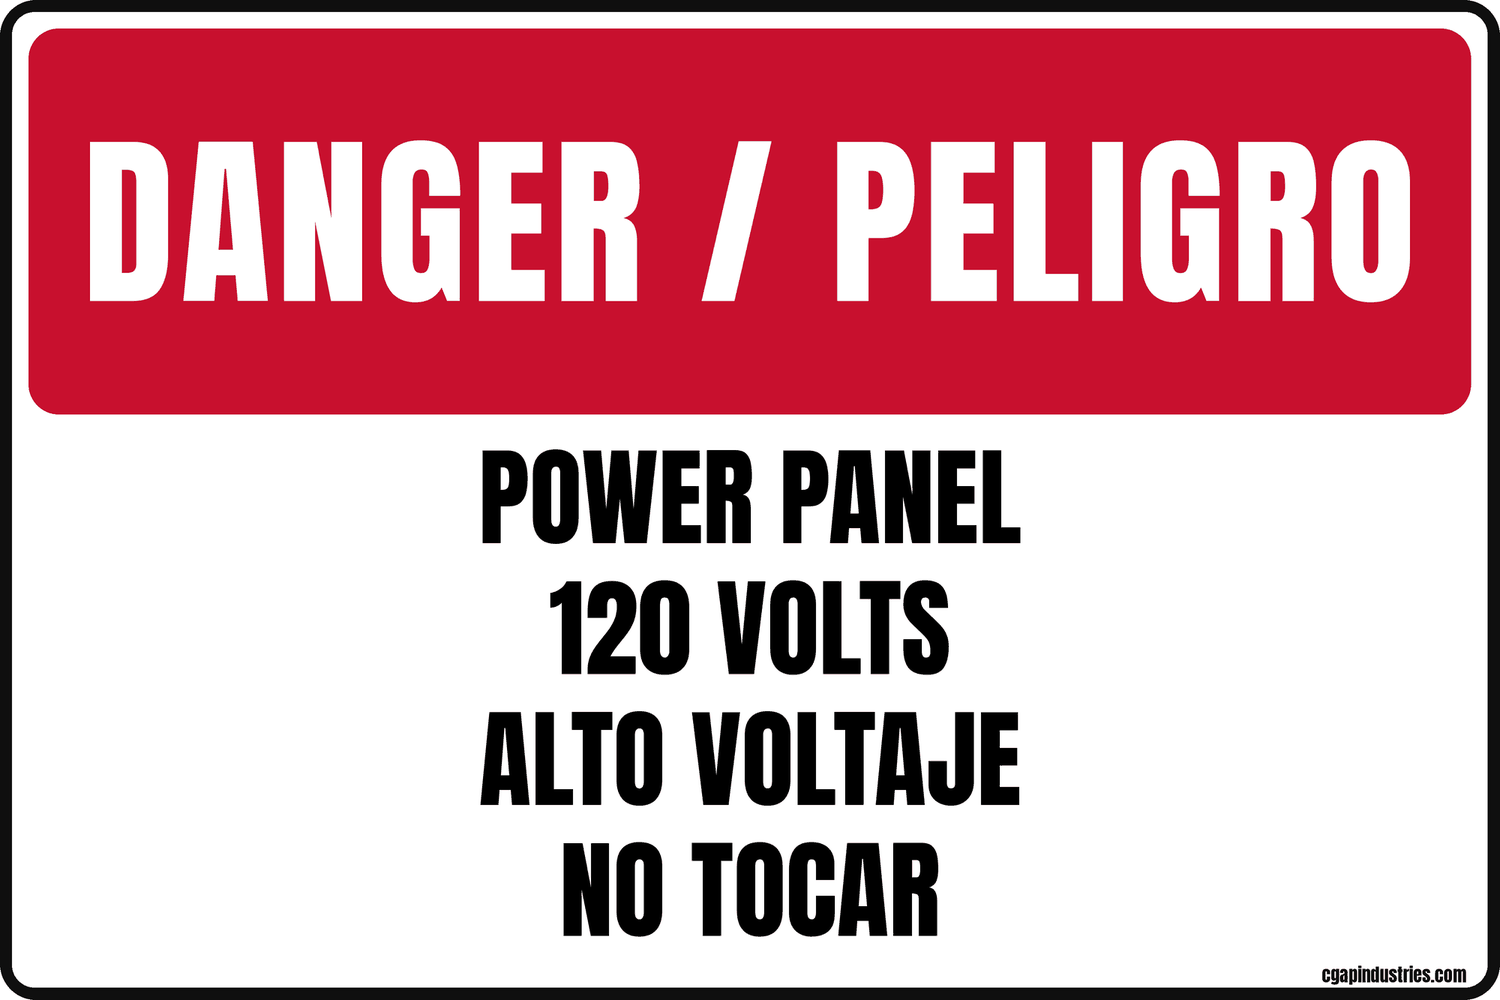 DANGER / PELIGRO
POWER PANEL
120 VOLTS
ALTO VOLTAJE
NO TOCAR
cgapindustries.com